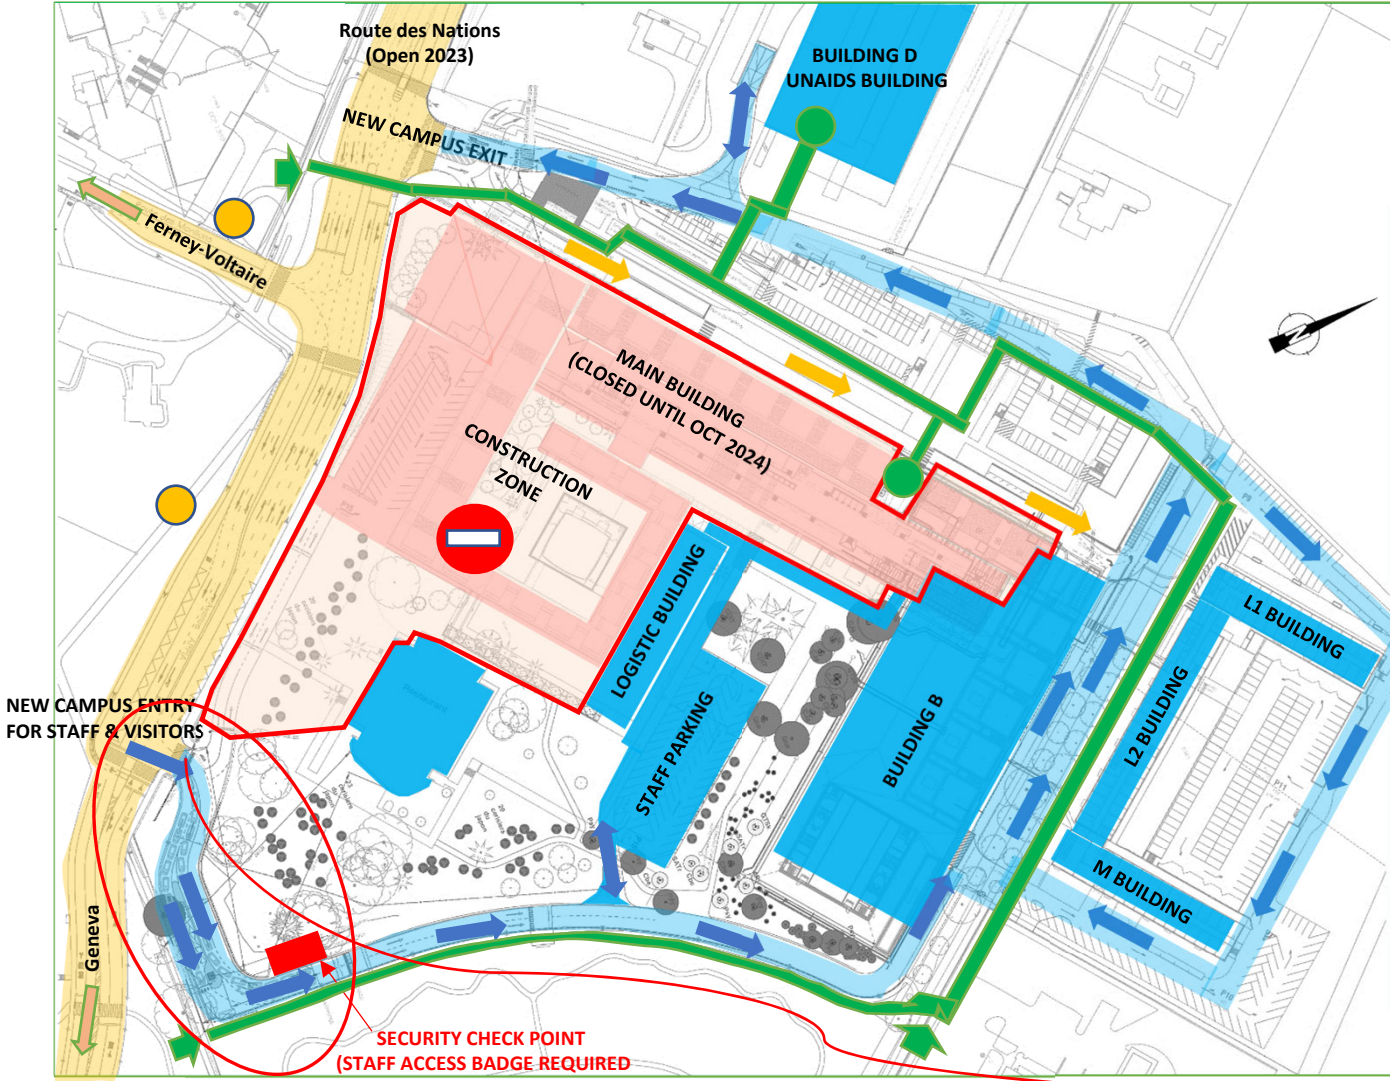 Route des Nations
(Open 2023)
BUILDING D
UNAIDS BUILDING
NEW CAMPUS EXIT
Ferney-Voltaire
MAIN BUILDING
(CLOSED UNTIL OCT 2024)
CONSTRUCTION
ZONE
LOGISTIC BUILDING
L1 BUILDING
L2 BUILDING
NEW CAMPUS ENTRY
FOR STAFF & VISITORS
STAFF PARKING
BUILDING B
M BUILDING
Geneva
SECURITY CHECK POINT
(STAFF ACCESS BADGE REQUIRED